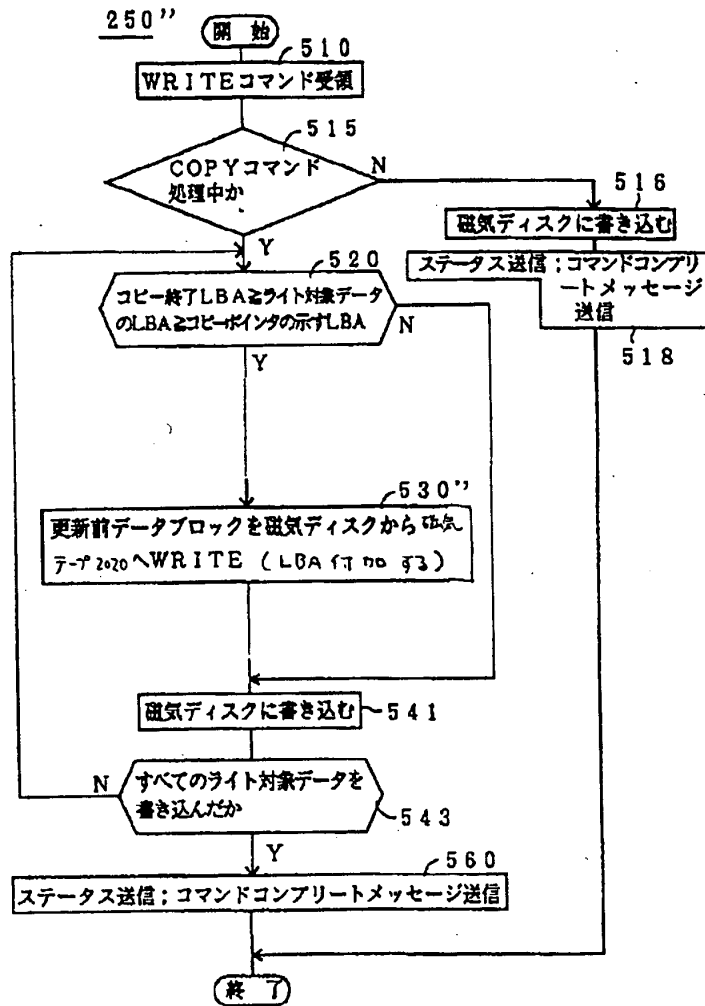 250''
開 始
510
WRITEコマンド受領
515
COPYコマンド
処理中か
N
Y
516
磁気ディスクに書き込む
ステータス送信;コマンドコンプリ
ートメッセージ
送信
518
520
コピー終了LBA≧ライト対象データ
のLBA≧コピーポインタの示すLBA
N
Y
530''
更新前データブロックを磁気ディスクから磁気
テープ2020へWRITE (LBA付加する)
磁気ディスクに書き込む
541
N
すべてのライト対象データを
書き込んだか
543
Y
560
ステータス送信;コマンドコンプリートメッセージ送信
終 了